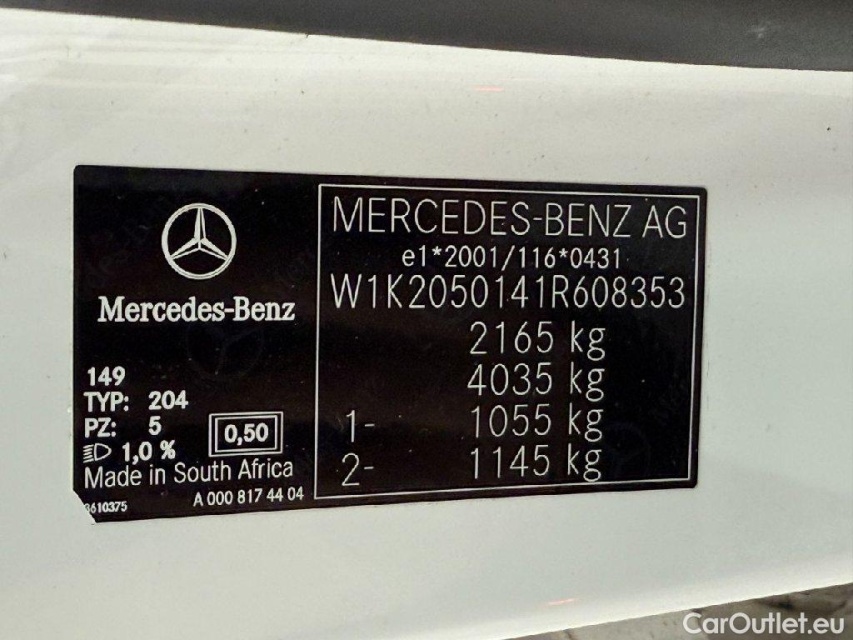 Mercedes-Benz
149
TYP: 204
PZ: 5
1,0 %
0,50
Made in South Africa
A 000 817 44 04
3610375
MERCEDES-BENZ AG
e1*2001/116*0431
W1K2050141R608353
2165 kg
4035 kg
1- 1055 kg
2- 1145 kg
CarOutlet.eu